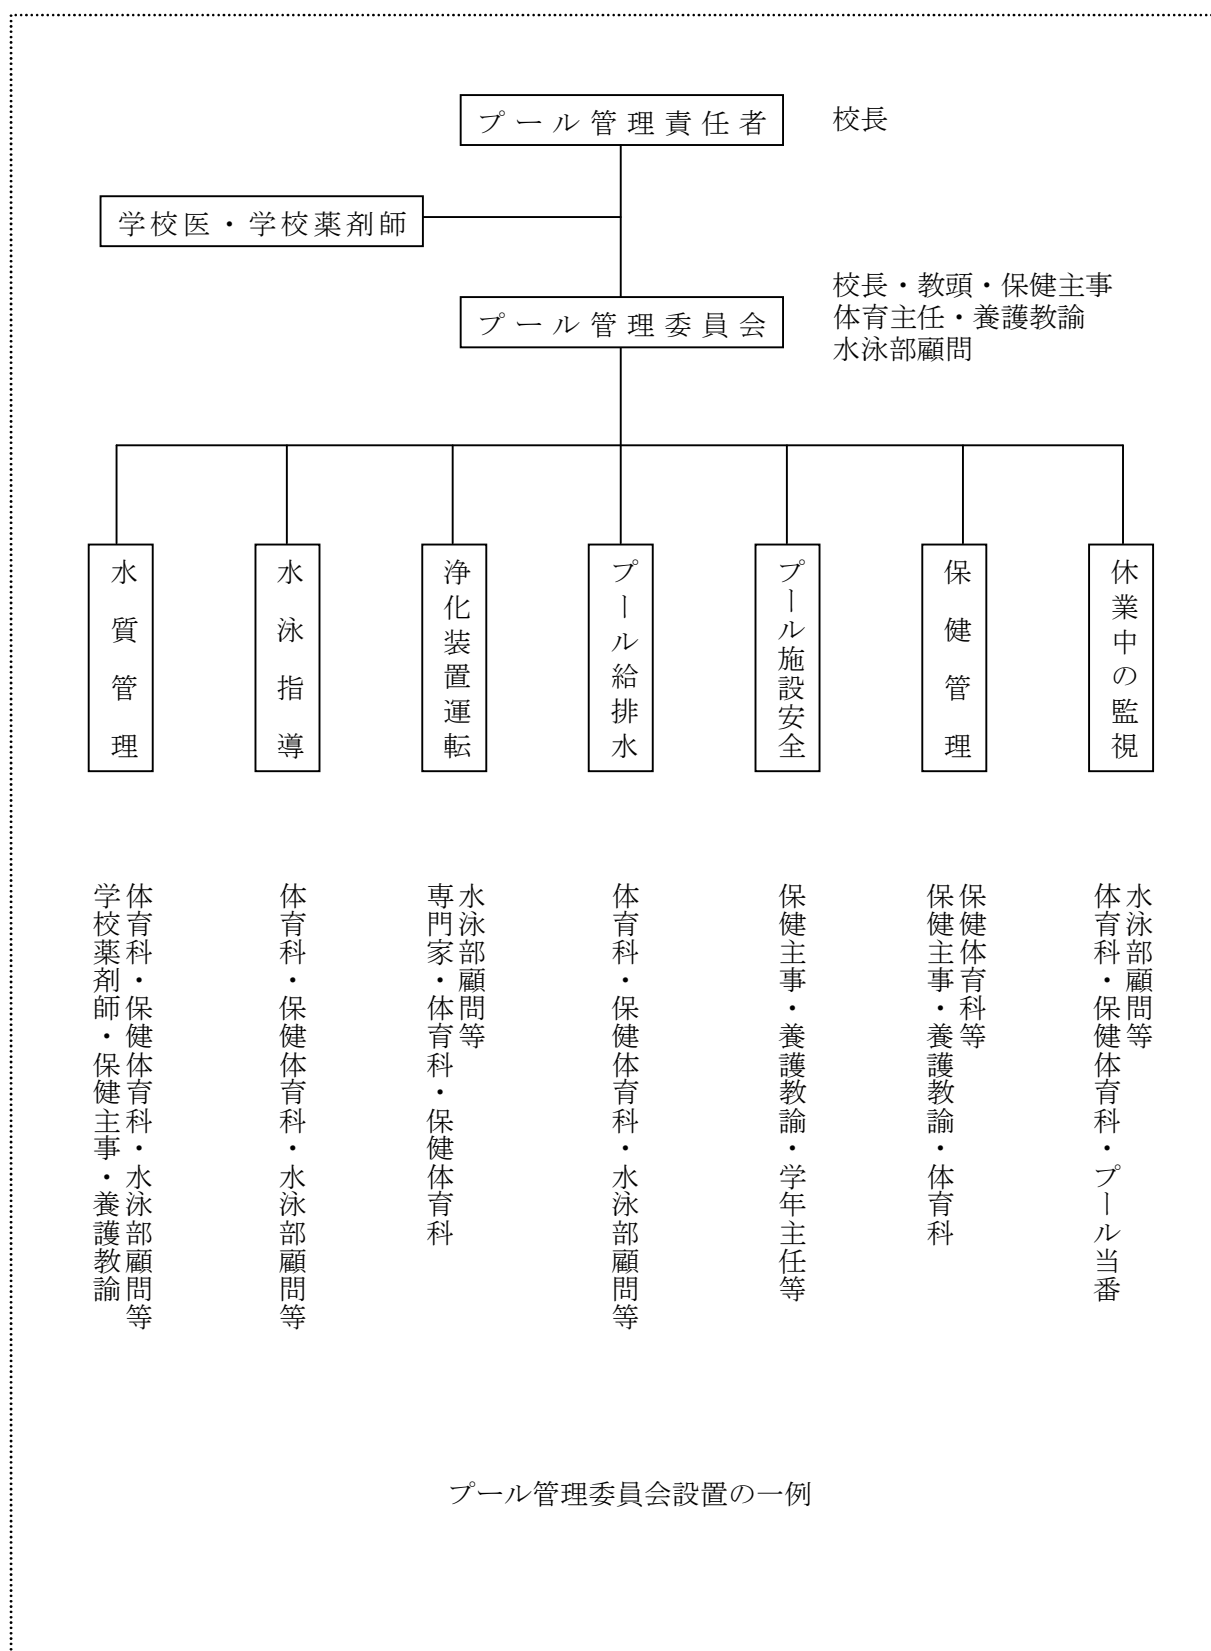 プール管理責任者
校長
学校医・学校薬剤師
プール管理委員会
校長・教頭・保健主事
体育主任・養護教諭
水泳部顧問
水質管理
水泳指導
浄化装置運転
プール給排水
プール施設安全
保健管理
休業中の監視
学校薬剤師・保健主事・養護教諭
体育科・保健体育科・水泳部顧問等
体育科・保健体育科・水泳部顧問等
専門家・体育科・保健体育科
水泳部顧問等
体育科・保健体育科・水泳部顧問等
保健主事・養護教諭・学年主任等
保健主事・養護教諭・体育科
保健体育科等
体育科・保健体育科・プール当番
水泳部顧問等
プール管理委員会設置の一例